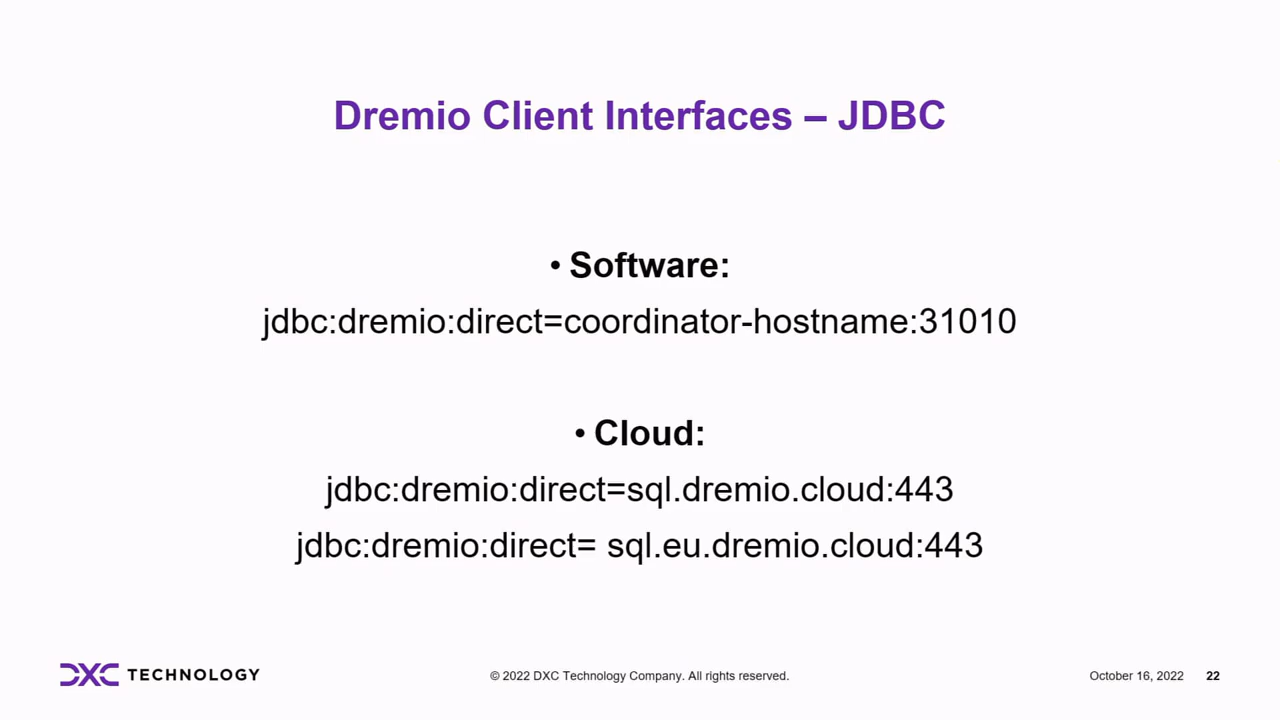 Dremio Client Interfaces – JDBC
• Software:
jdbc:dremio:direct=coordinator-hostname:31010
• Cloud:
jdbc:dremio:direct=sql.dremio.cloud:443
jdbc:dremio:direct= sql.eu.dremio.cloud:443
DXC TECHNOLOGY
© 2022 DXC Technology Company. All rights reserved.
October 16, 2022 22